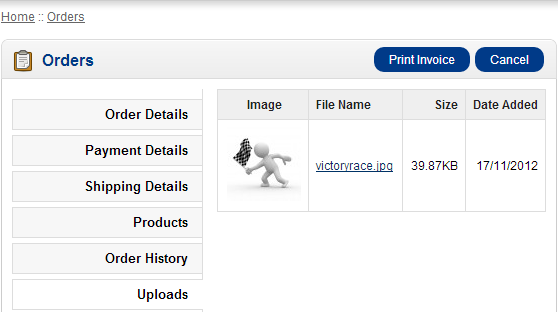 Home :: Orders
Orders
Print Invoice
Cancel
Order Details
Payment Details
Shipping Details
Products
Order History
Uploads
Image File Name Size Date Added
victoryrace.jpg 39.87KB 17/11/2012